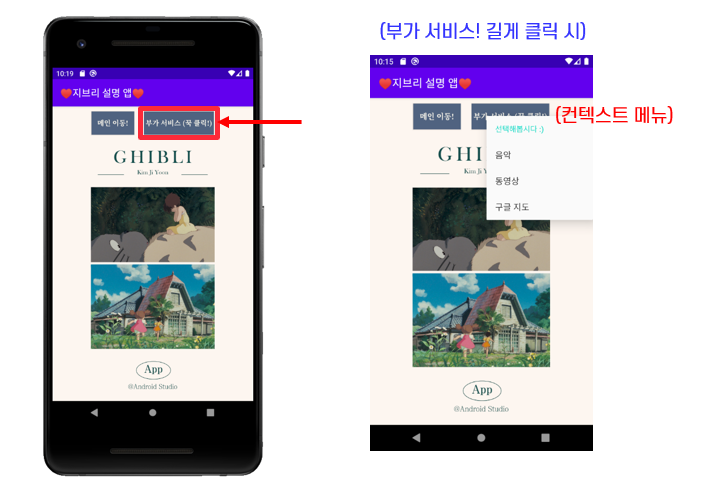 (부가 서비스! 길게 클릭 시)
10:19
❤️지브리 설명 앱❤️
메인 이동!
부가 서비스 (꾹 클릭!)
GHIBLI
Kim Ji Yoon
App
@Android Studio
10:15
❤️지브리 설명 앱❤️
메인 이동!
부가 서비스 (꾹 클릭!)
(컨텍스트 메뉴)
선택해봅시다 :)
음악
동영상
구글 지도
GHI
Kim Ji
App
@Android Studio